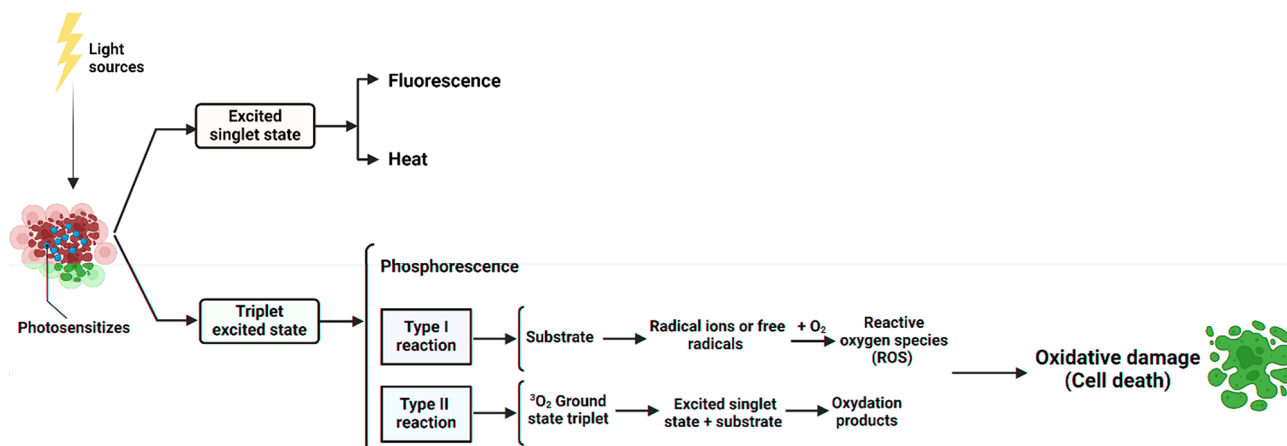 Light
sources
Photosensitizes
Excited
singlet state
Fluorescence
Heat
Triplet
excited state
Phosphorescence
Type I
reaction
Substrate
Radical ions or free
radicals
+ O₂
Reactive
oxygen species
(ROS)
Type II
reaction
³O₂ Ground
state triplet
Excited singlet
state + substrate
Oxydation
products
Oxidative damage
(Cell death)